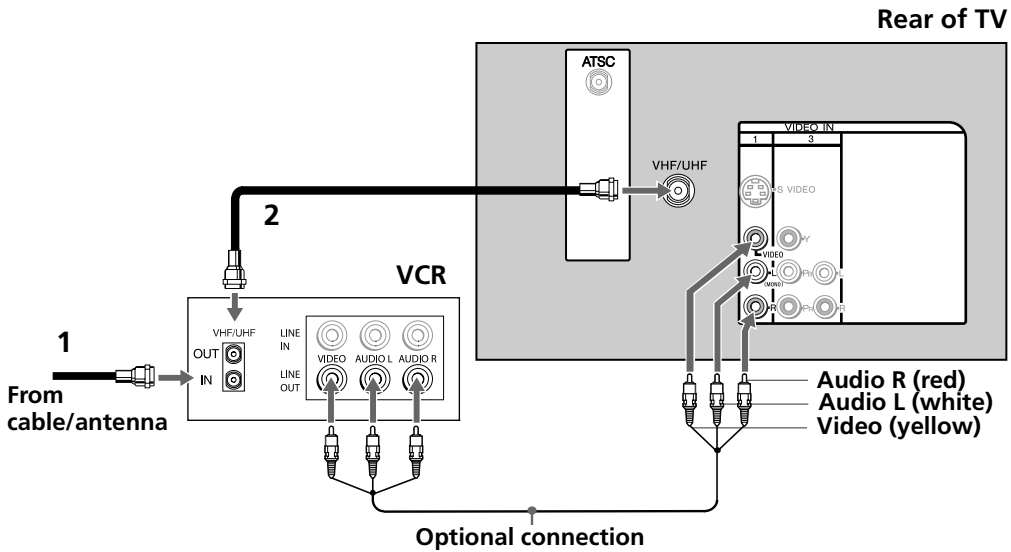 Rear of TV
ATSC
VIDEO IN
1 3
VHF/UHF
S VIDEO
2
Y
VIDEO
VCR
L
(MONO)
PB
L
R
PR
R
1
VHF/UHF
LINE IN
OUT
VIDEO AUDIO L AUDIO R
IN
LINE OUT
From cable/antenna
Audio R (red)
Audio L (white)
Video (yellow)
Optional connection